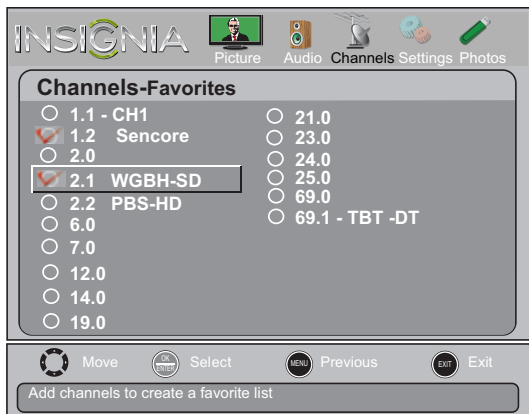 INSIGNIA
Picture Audio Channels Settings Photos
Channels-Favorites
1.1 - CH1
1.2 Sencore
2.0
2.1 WGBH-SD
2.2 PBS-HD
6.0
7.0
12.0
14.0
19.0
21.0
23.0
24.0
25.0
69.0
69.1 - TBT -DT
Move OK ENTER Select MENU Previous EXIT Exit
Add channels to create a favorite list